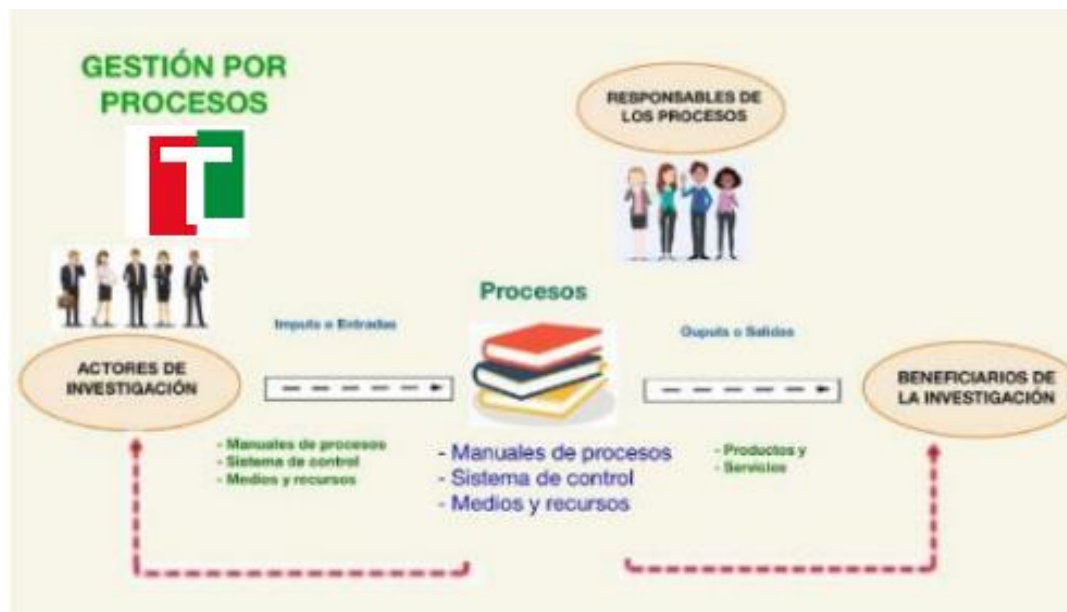 GESTIÓN POR
PROCESOS
RESPONSABLES DE
LOS PROCESOS
Procesos
Imputs o Entradas
Ouputs o Salidas
ACTORES DE
INVESTIGACIÓN
BENEFICIARIOS DE
LA INVESTIGACIÓN
- Manuales de procesos
- Sistema de control
- Medios y recursos
- Manuales de procesos
- Sistema de control
- Medios y recursos
- Productos y
- Servicios